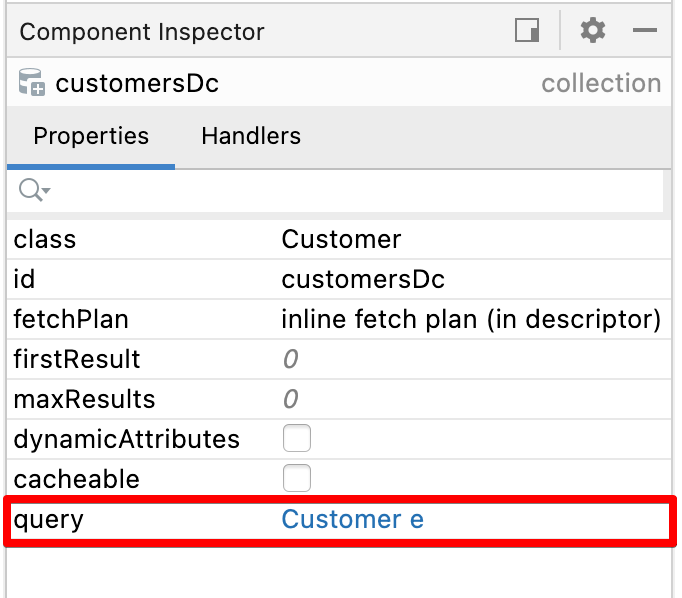 Component Inspector
customersDc collection
Properties Handlers
class Customer
id customersDc
fetchPlan inline fetch plan (in descriptor)
firstResult 0
maxResults 0
dynamicAttributes
cacheable
query Customer e